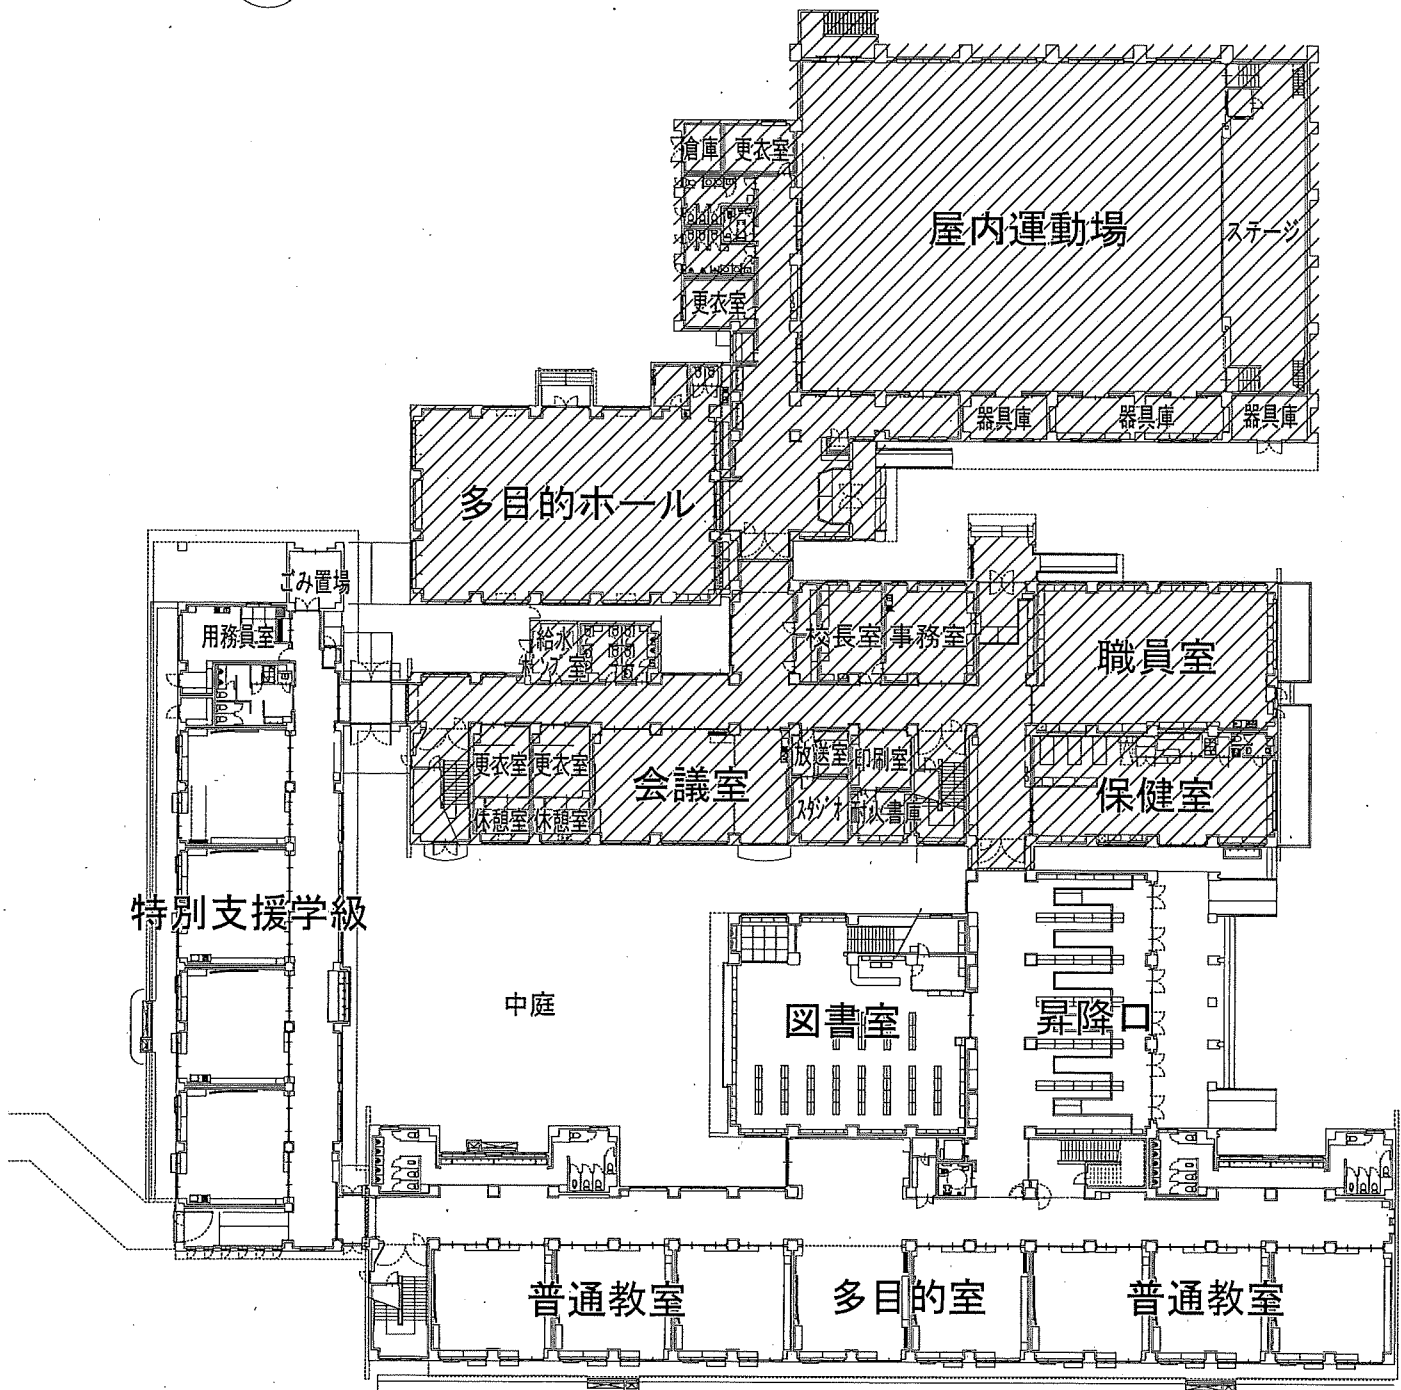 倉庫 更衣室
屋内運動場 ステージ
更衣室
器具庫 器具庫 器具庫
多目的ホール
ごみ置場
用務員室 給水 校長室 事務室 職員室
ポンプ室
更衣室 更衣室 会議室 放送室 印刷室 保健室
休憩室 休憩室 スタジオ 耐火書庫
特別支援学級
中庭 図書室 昇降口
普通教室 多目的室 普通教室